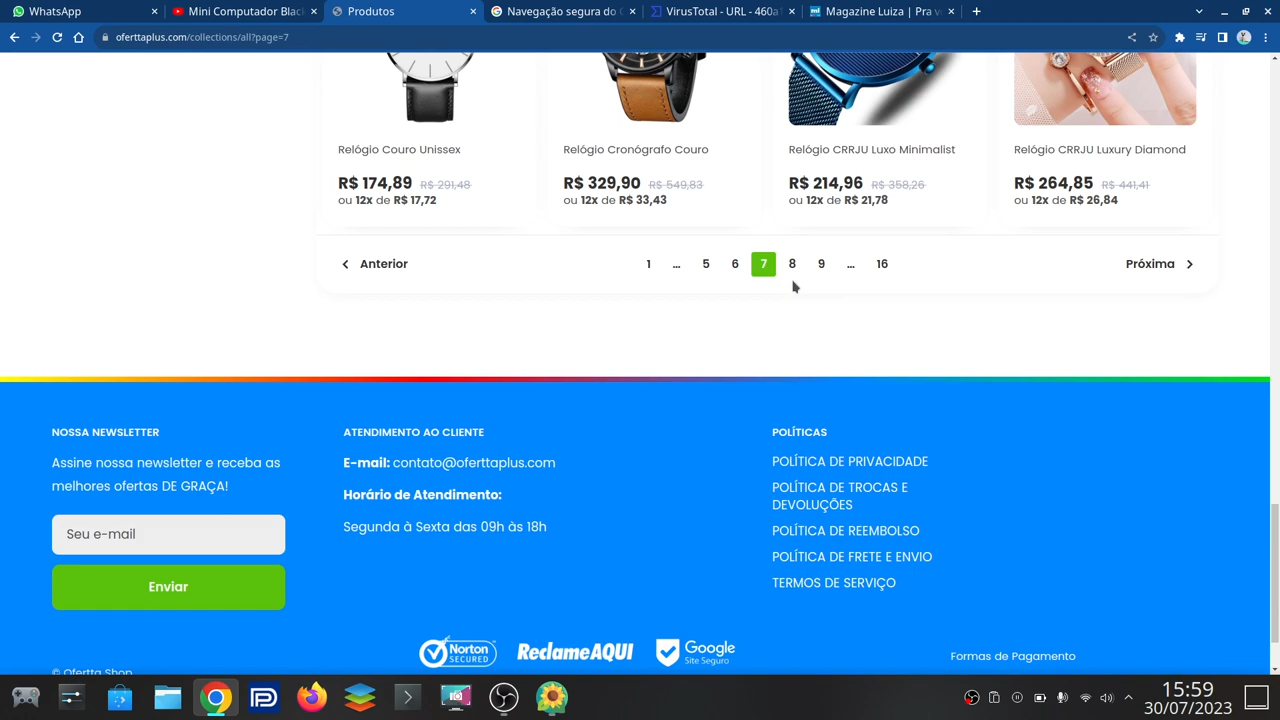 WhatsApp
Mini Computador Blac
Produtos
Navegação segura do G
VirusTotal - URL - 460a1
Magazine Luiza | Pra v
oferttaplus.com/collections/all?page=7
Relógio Couro Unissex
Relógio Cronógrafo Couro
Relógio CRRJU Luxo Minimalist
Relógio CRRJU Luxury Diamond
R$ 174,89 R$ 291,48
R$ 329,90 R$ 549,83
R$ 214,96 R$ 358,26
R$ 264,85 R$ 441,41
ou 12x de R$ 17,72
ou 12x de R$ 33,43
ou 12x de R$ 21,78
ou 12x de R$ 26,84
Anterior
1 ... 5 6 7 8 9 ... 16
Próxima
NOSSA NEWSLETTER
Assine nossa newsletter e receba as
melhores ofertas DE GRAÇA!
Seu e-mail
Enviar
ATENDIMENTO AO CLIENTE
E-mail: contato@oferttaplus.com
Horário de Atendimento:
Segunda à Sexta das 09h às 18h
POLÍTICAS
POLÍTICA DE PRIVACIDADE
POLÍTICA DE TROCAS E
DEVOLUÇÕES
POLÍTICA DE REEMBOLSO
POLÍTICA DE FRETE E ENVIO
TERMOS DE SERVIÇO
Norton
SECURED
ReclameAQUI
Google
Site Seguro
Formas de Pagamento
© Ofertta Shop
15:59
30/07/2023